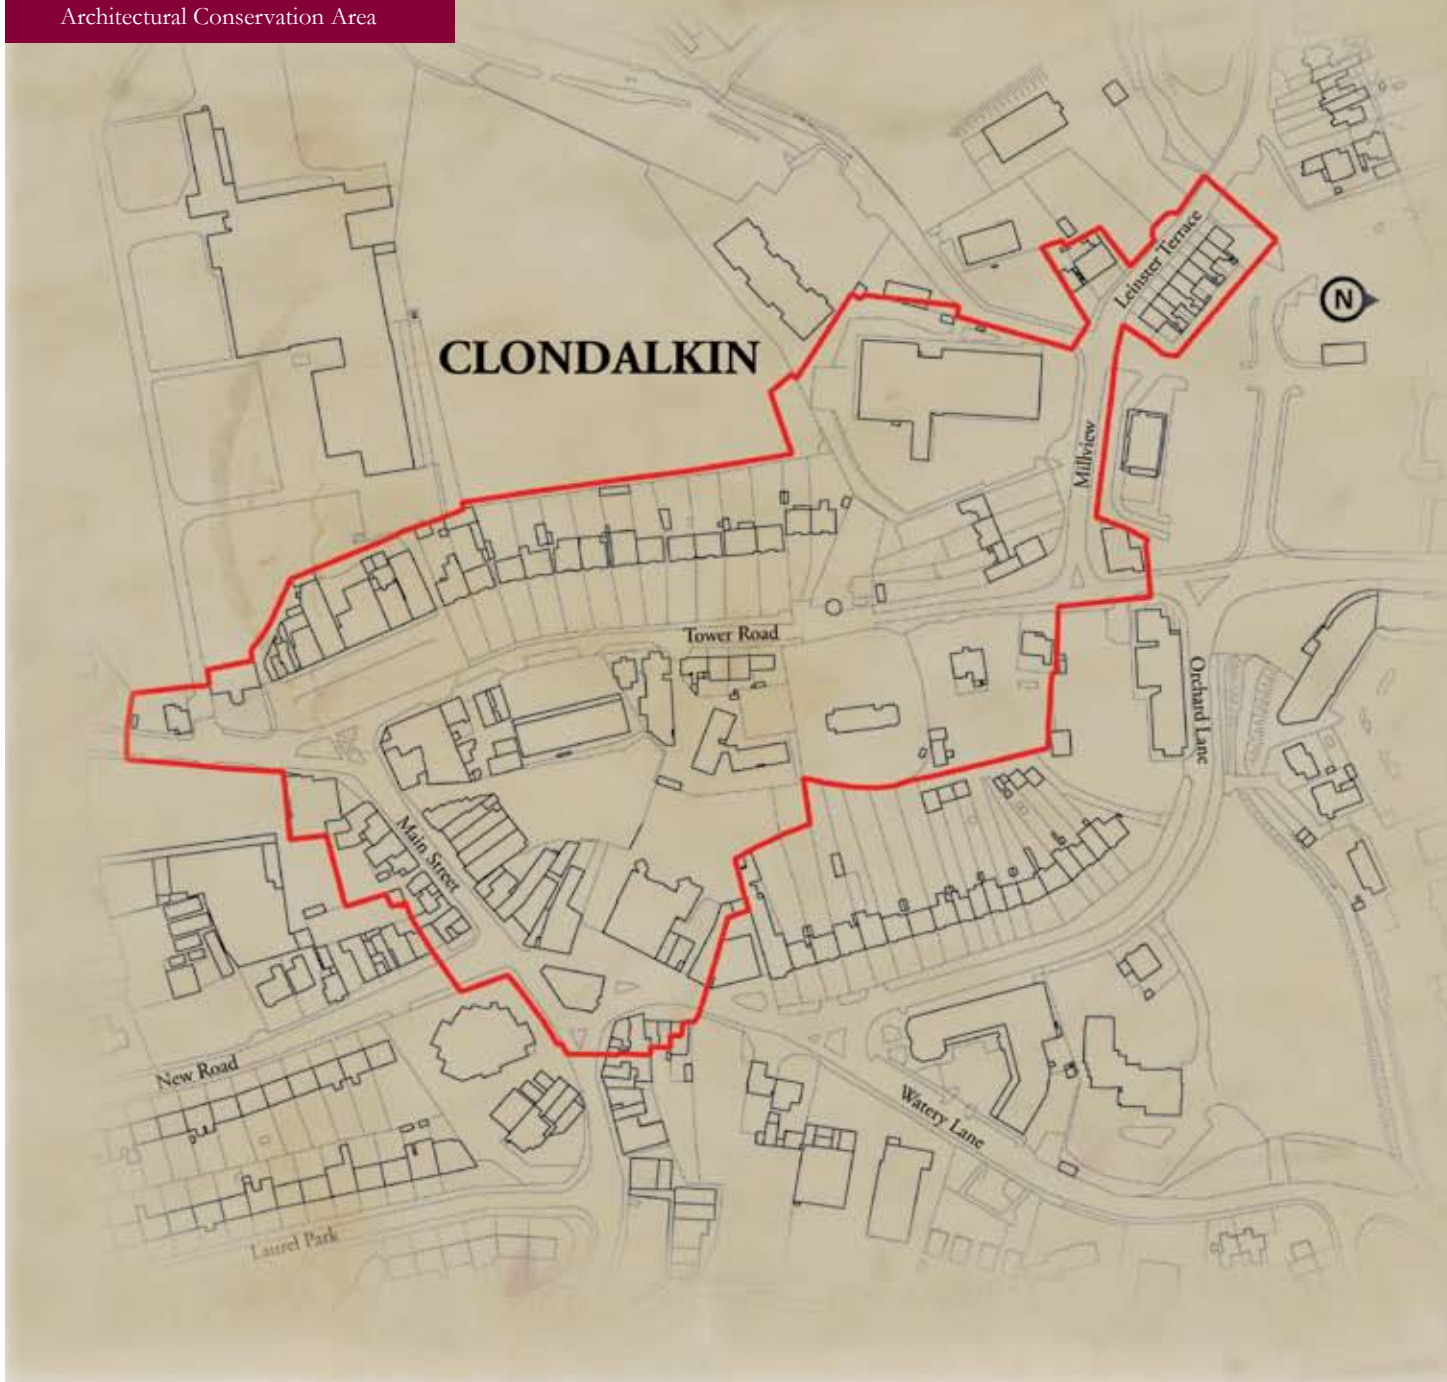 Architectural Conservation Area
Leinster Terrace
N
CLONDALKIN
Millview
Tower Road
Orchard Lane
Main Street
New Road
Watery Lane
Laurel Park